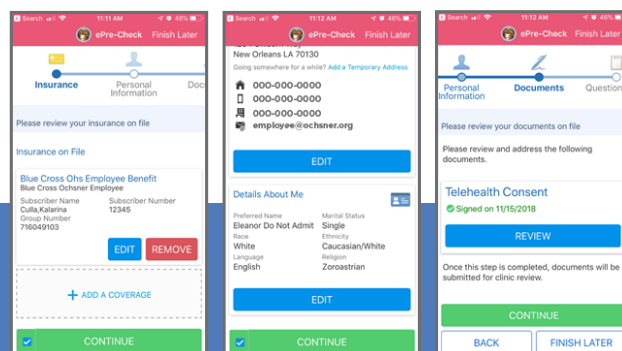 Search 11:11 AM 46%
ePre-Check Finish Later
Insurance Personal Information Doc
Please review your insurance on file
Insurance on File
Blue Cross Ohs Employee Benefit
Blue Cross Ochsner Employee
Subscriber Name Subscriber Number
Culla,Kalarina 12345
Group Number
716049103
EDIT REMOVE
+ ADD A COVERAGE
CONTINUE
Search 11:12 AM 46%
ePre-Check Finish Later
New Orleans LA 70130
Going somewhere for a while? Add a Temporary Address
000-000-0000
000-000-0000
000-000-0000
employee@ochsner.org
EDIT
Details About Me
Preferred Name Marital Status
Eleanor Do Not Admit Single
Race Ethnicity
White Caucasian/White
Language Religion
English Zoroastrian
EDIT
CONTINUE
Search 11:12 AM 46%
ePre-Check Finish Later
Personal Information Documents Question
Please review your documents on file
Please review and address the following
documents.
Telehealth Consent
Signed on 11/15/2018
REVIEW
Once this step is completed, documents will be
submitted for clinic review.
CONTINUE
BACK FINISH LATER